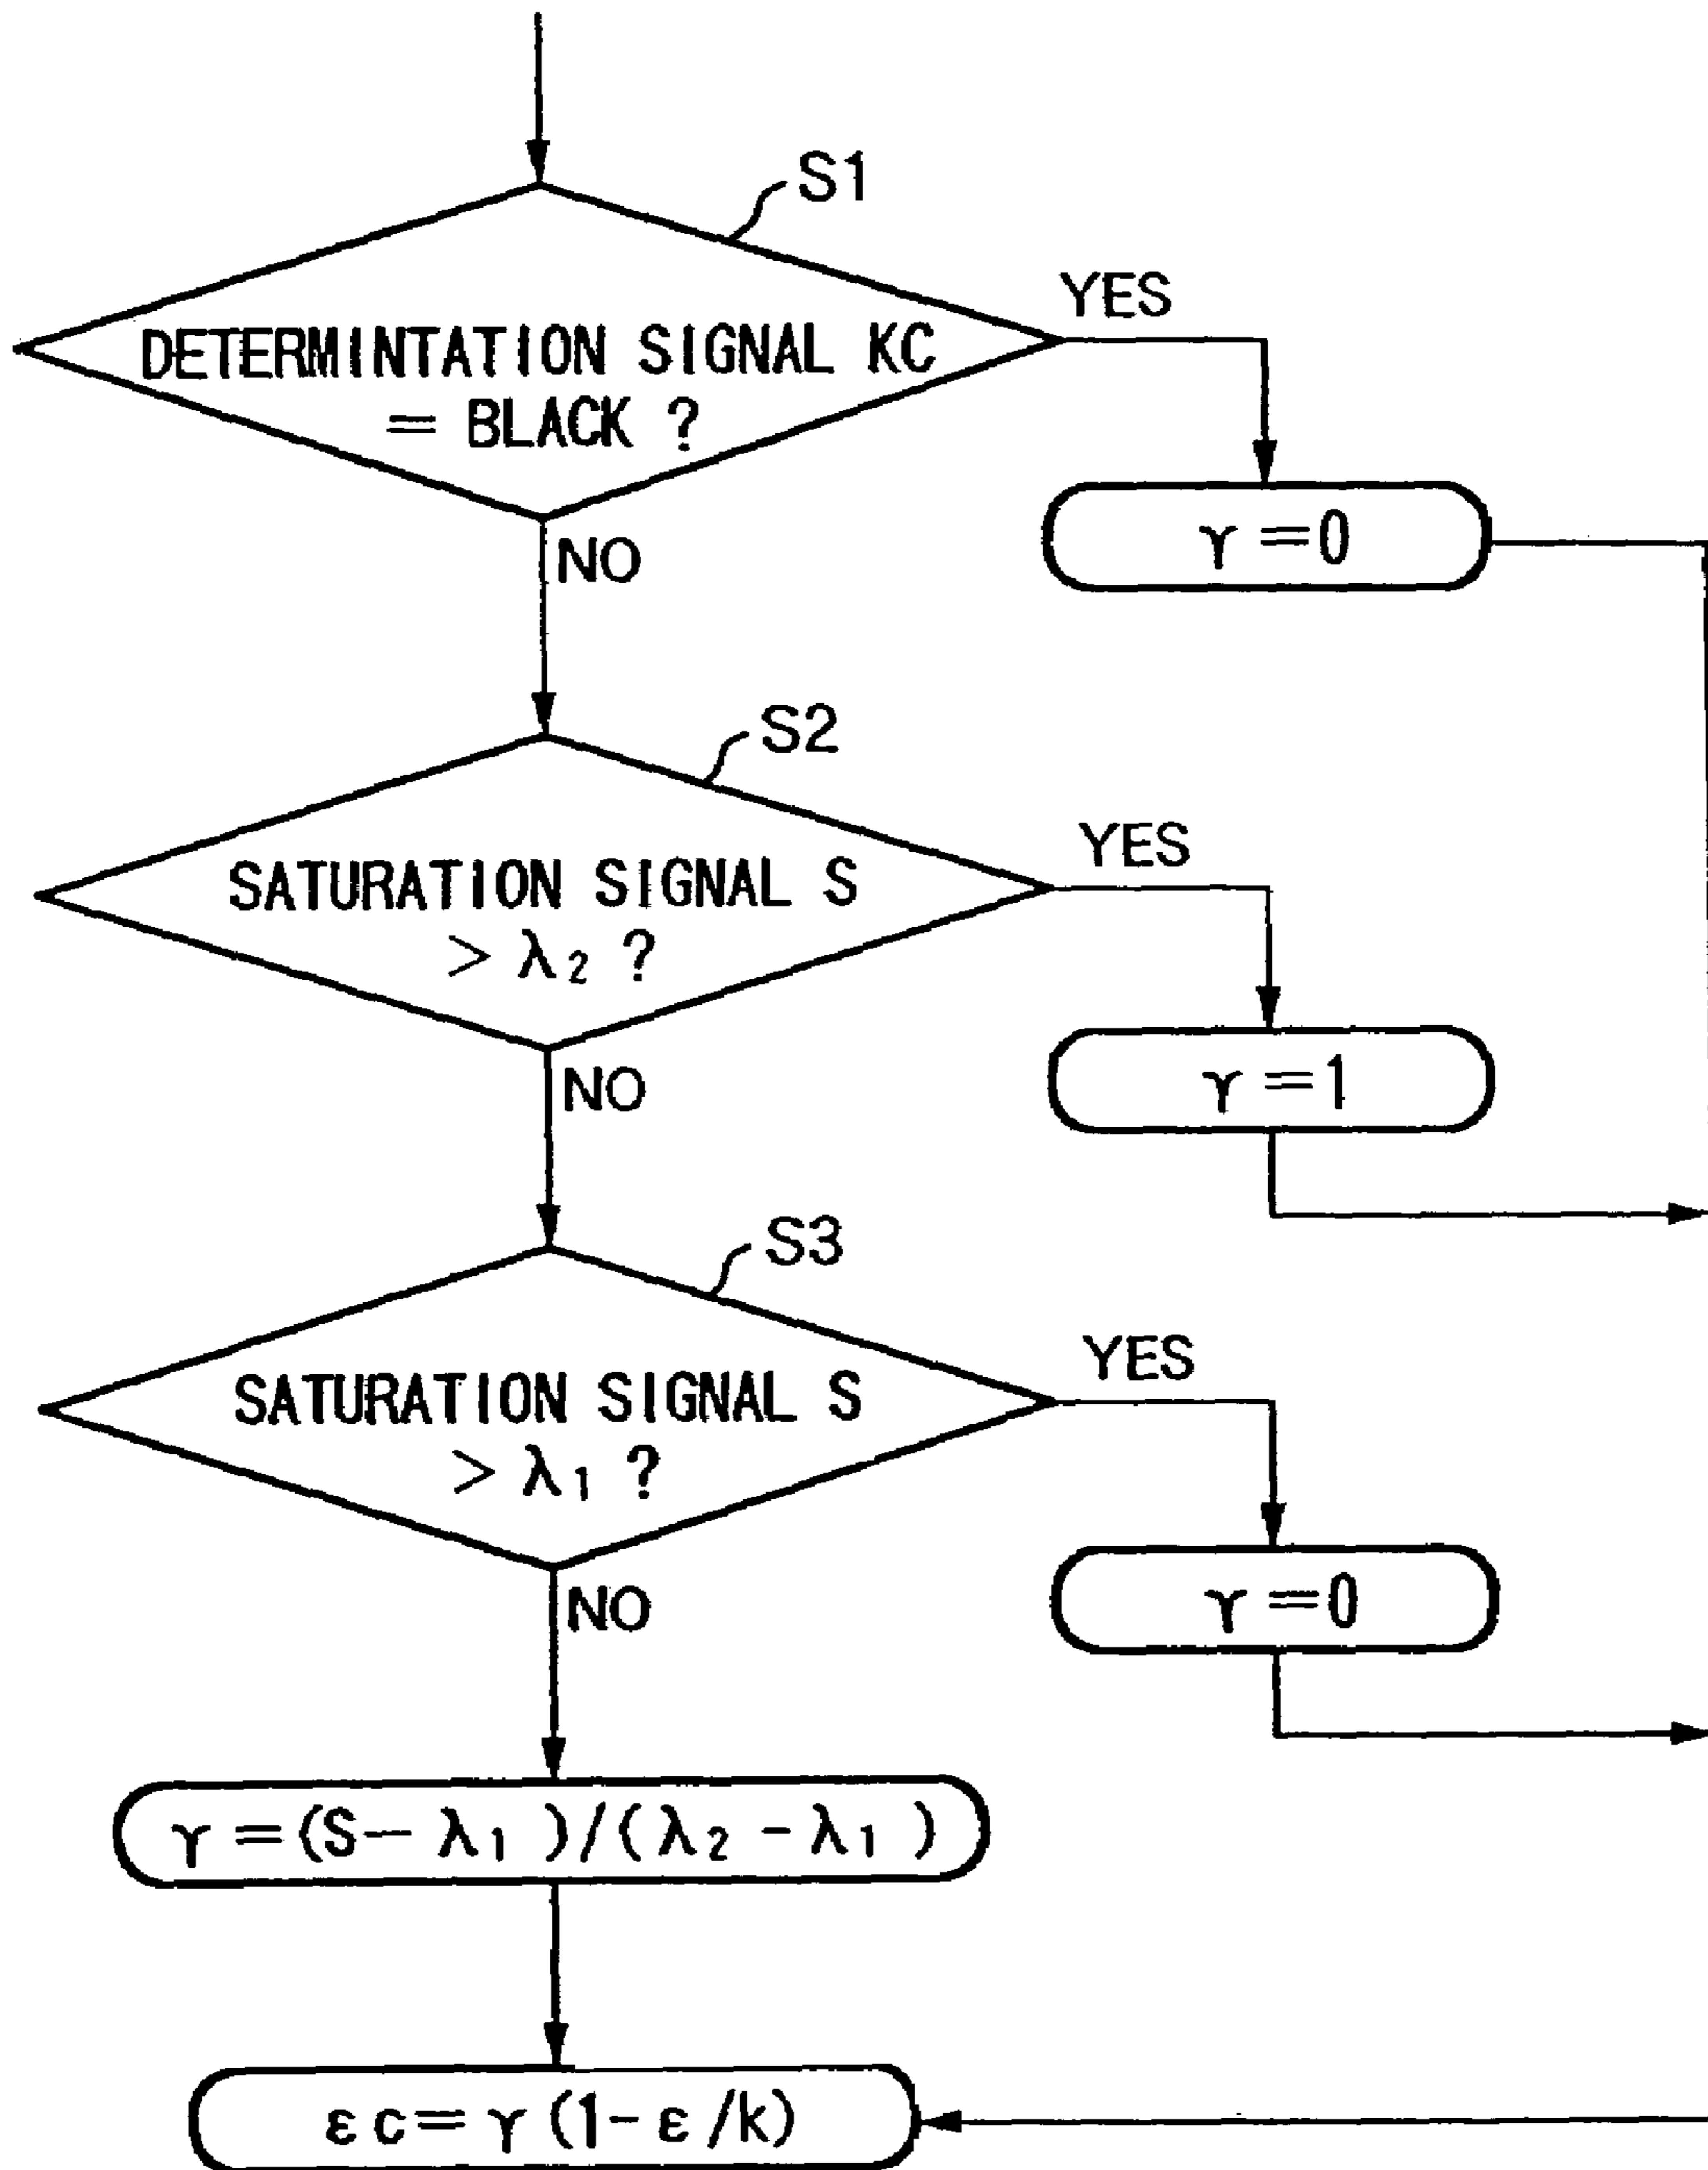 S1
YES
DETERMINTATION SIGNAL KC
= BLACK ?
γ=0
NO
S2
YES
SATURATION SIGNAL S
> λ₂ ?
γ=1
NO
S3
YES
SATURATION SIGNAL S
> λ₁ ?
γ=0
NO
γ=(S-λ₁)/(λ₂-λ₁)
εc=γ(1-ε/k)